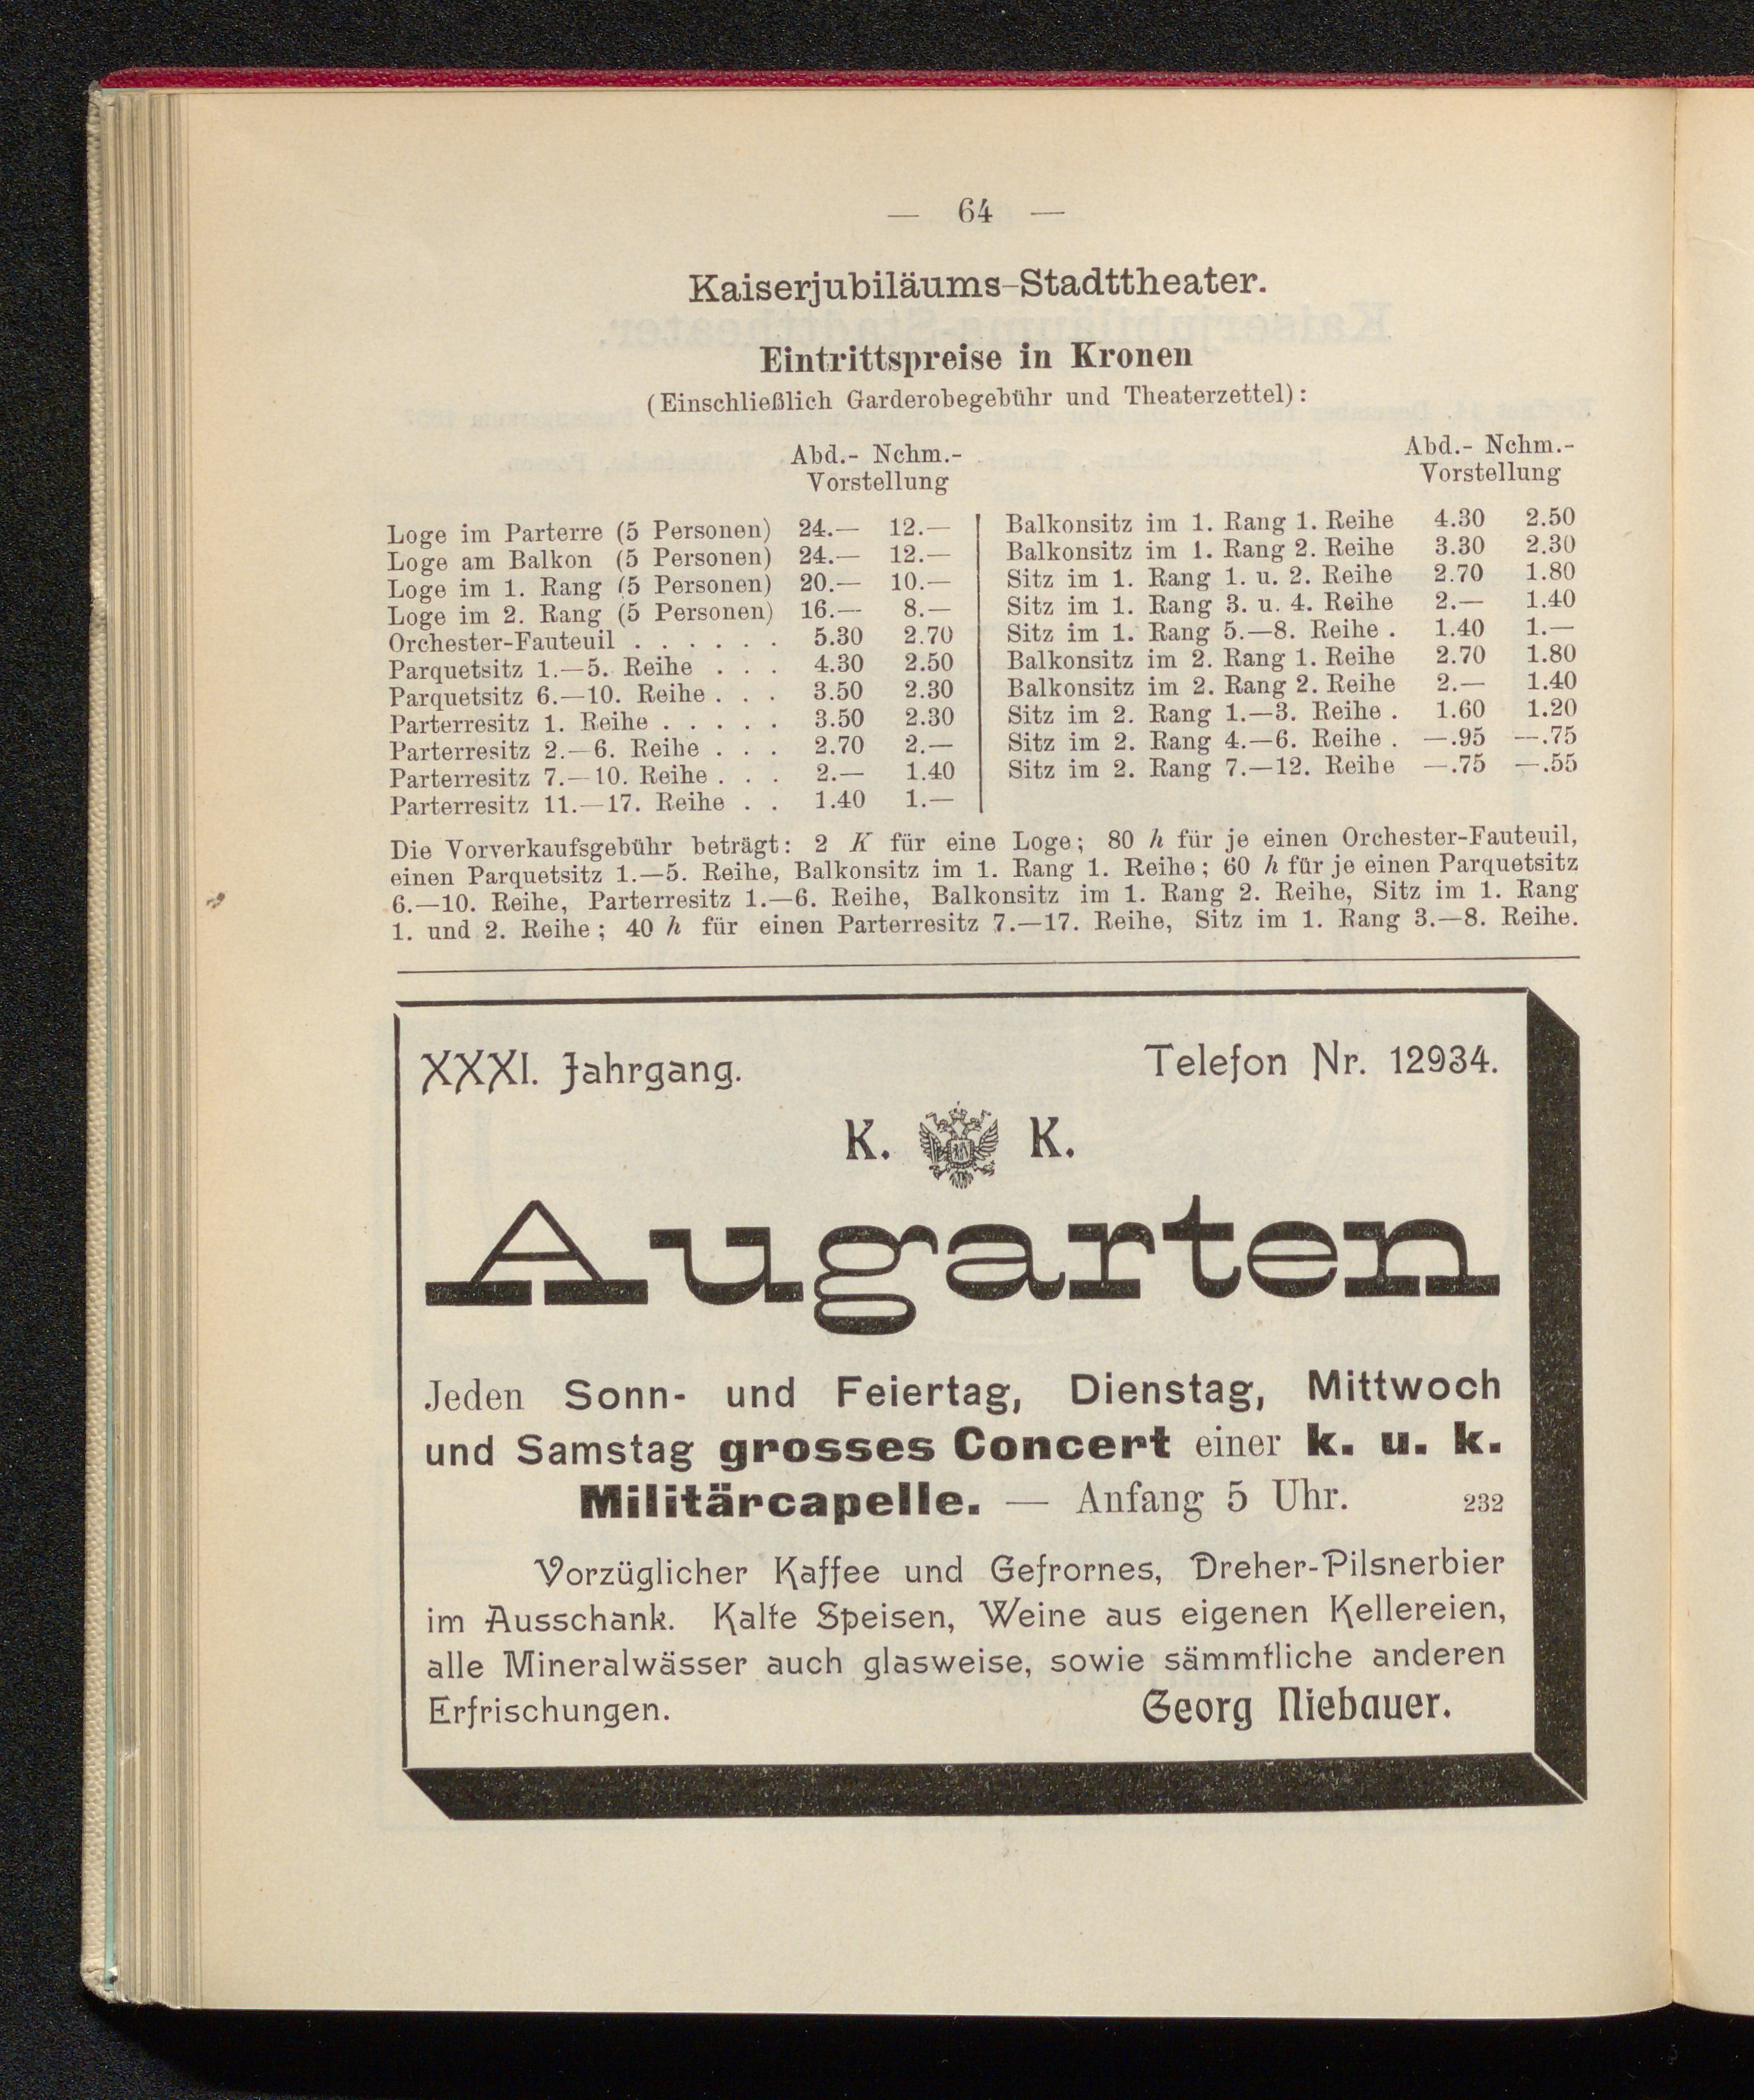 — 64 —
Kaiserjubiläums-Stadttheater.
Eintrittspreise in Kronen
(Einschließlich Garderobegebühr und Theaterzettel):
Abd.- Nchm.-
Vorstellung
Loge im Parterre (5 Personen) 24.— 12.—
Loge am Balkon (5 Personen) 24.— 12.—
Loge im 1. Rang (5 Personen) 20.— 10.—
Loge im 2. Rang (5 Personen) 16.— 8.—
Orchester-Fauteuil . . . . . . 5.30 2.70
Parquetsitz 1.—5. Reihe . . . 4.30 2.50
Parquetsitz 6.—10. Reihe . . . 3.50 2.30
Parterresitz 1. Reihe . . . . . 3.50 2.30
Parterresitz 2.—6. Reihe . . . 2.70 2.—
Parterresitz 7.—10. Reihe . . . 2.— 1.40
Parterresitz 11.—17. Reihe . . 1.40 1.—
Abd.- Nchm.-
Vorstellung
Balkonsitz im 1. Rang 1. Reihe 4.30 2.50
Balkonsitz im 1. Rang 2. Reihe 3.30 2.30
Sitz im 1. Rang 1. u. 2. Reihe 2.70 1.80
Sitz im 1. Rang 3. u. 4. Reihe 2.— 1.40
Sitz im 1. Rang 5.—8. Reihe . 1.40 1.—
Balkonsitz im 2. Rang 1. Reihe 2.70 1.80
Balkonsitz im 2. Rang 2. Reihe 2.— 1.40
Sitz im 2. Rang 1.—3. Reihe . 1.60 1.20
Sitz im 2. Rang 4.—6. Reihe . —.95 —.75
Sitz im 2. Rang 7.—12. Reihe —.75 —.55
Die Vorverkaufsgebühr beträgt: 2 K für eine Loge; 80 h für je einen Orchester-Fauteuil,
einen Parquetsitz 1.—5. Reihe, Balkonsitz im 1. Rang 1. Reihe; 60 h für je einen Parquetsitz
6.—10. Reihe, Parterresitz 1.—6. Reihe, Balkonsitz im 1. Rang 2. Reihe, Sitz im 1. Rang
1. und 2. Reihe; 40 h für einen Parterresitz 7.—17. Reihe, Sitz im 1. Rang 3.—8. Reihe.
XXXI. Jahrgang. Telefon Nr. 12934.
K. K.
Augarten
Jeden Sonn- und Feiertag, Dienstag, Mittwoch
und Samstag grosses Concert einer k. u. k.
Militärcapelle. — Anfang 5 Uhr. 232
Vorzüglicher Kaffee und Gefrornes, Dreher-Pilsnerbier
im Ausschank. Kalte Speisen, Weine aus eigenen Kellereien,
alle Mineralwässer auch glasweise, sowie sämmtliche anderen
Erfrischungen. Georg Niebauer.